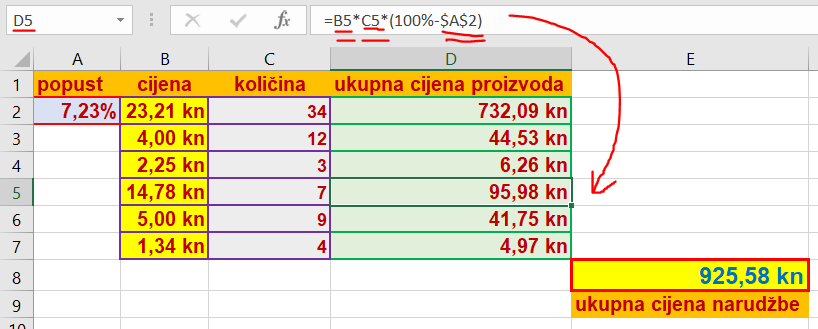 D5 fx =B5*C5*(100%-$A$2)
A B C D E
1 popust cijena količina ukupna cijena proizvoda
2 7,23% 23,21 kn 34 732,09 kn
3 4,00 kn 12 44,53 kn
4 2,25 kn 3 6,26 kn
5 14,78 kn 7 95,98 kn
6 5,00 kn 9 41,75 kn
7 1,34 kn 4 4,97 kn
8 925,58 kn
9 ukupna cijena narudžbe
10